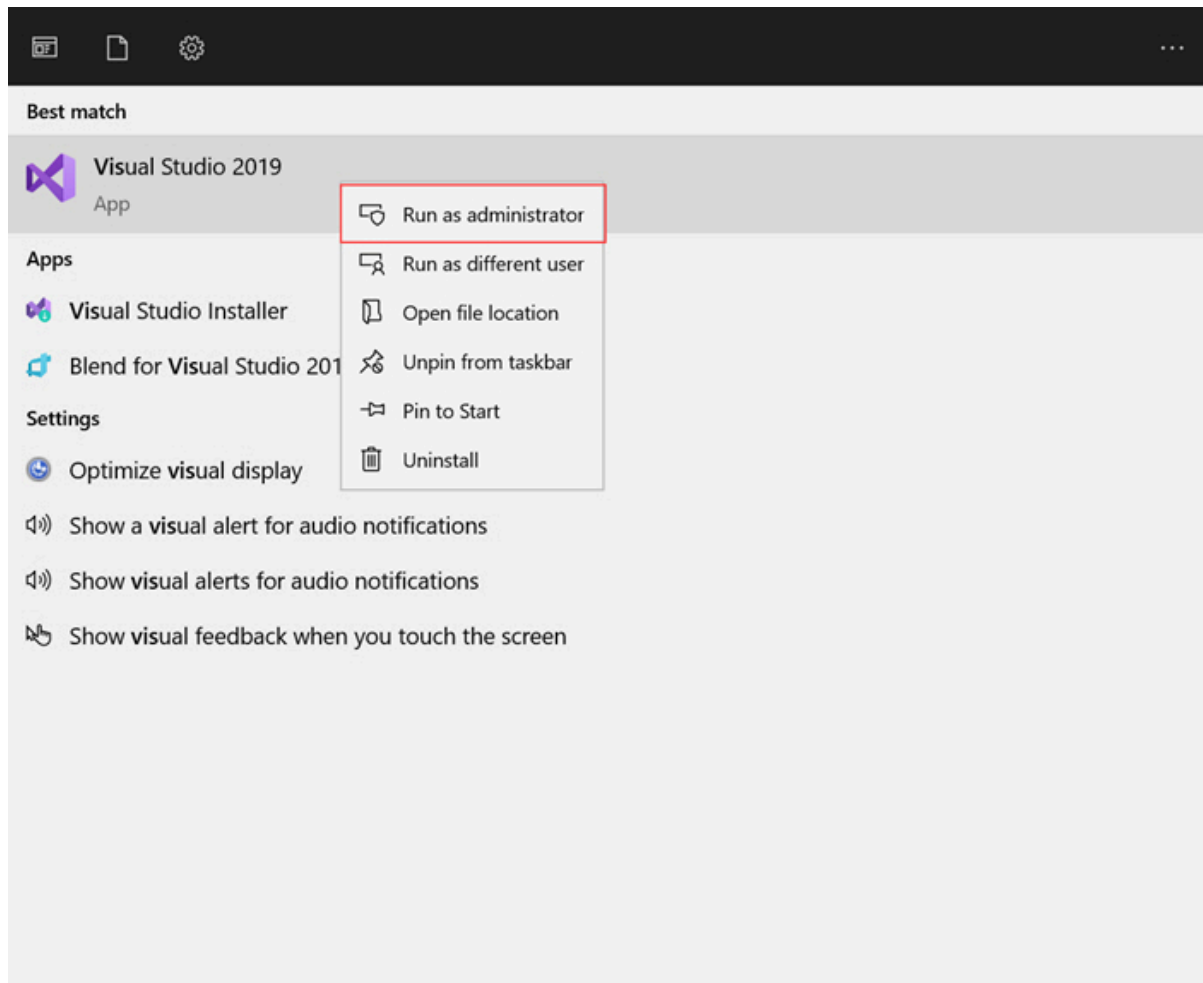 Best match
Visual Studio 2019
App
Run as administrator
Run as different user
Open file location
Unpin from taskbar
Pin to Start
Uninstall
Apps
Visual Studio Installer
Blend for Visual Studio 201
Settings
Optimize visual display
Show a visual alert for audio notifications
Show visual alerts for audio notifications
Show visual feedback when you touch the screen